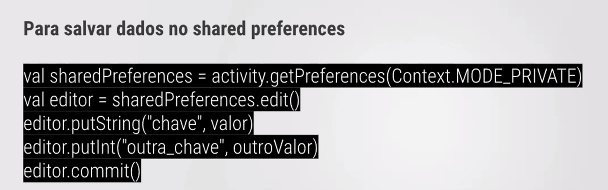 Para salvar dados no shared preferences
val sharedPreferences = activity.getPreferences(Context.MODE_PRIVATE)
val editor = sharedPreferences.edit()
editor.putString("chave", valor)
editor.putInt("outra_chave", outroValor)
editor.commit()